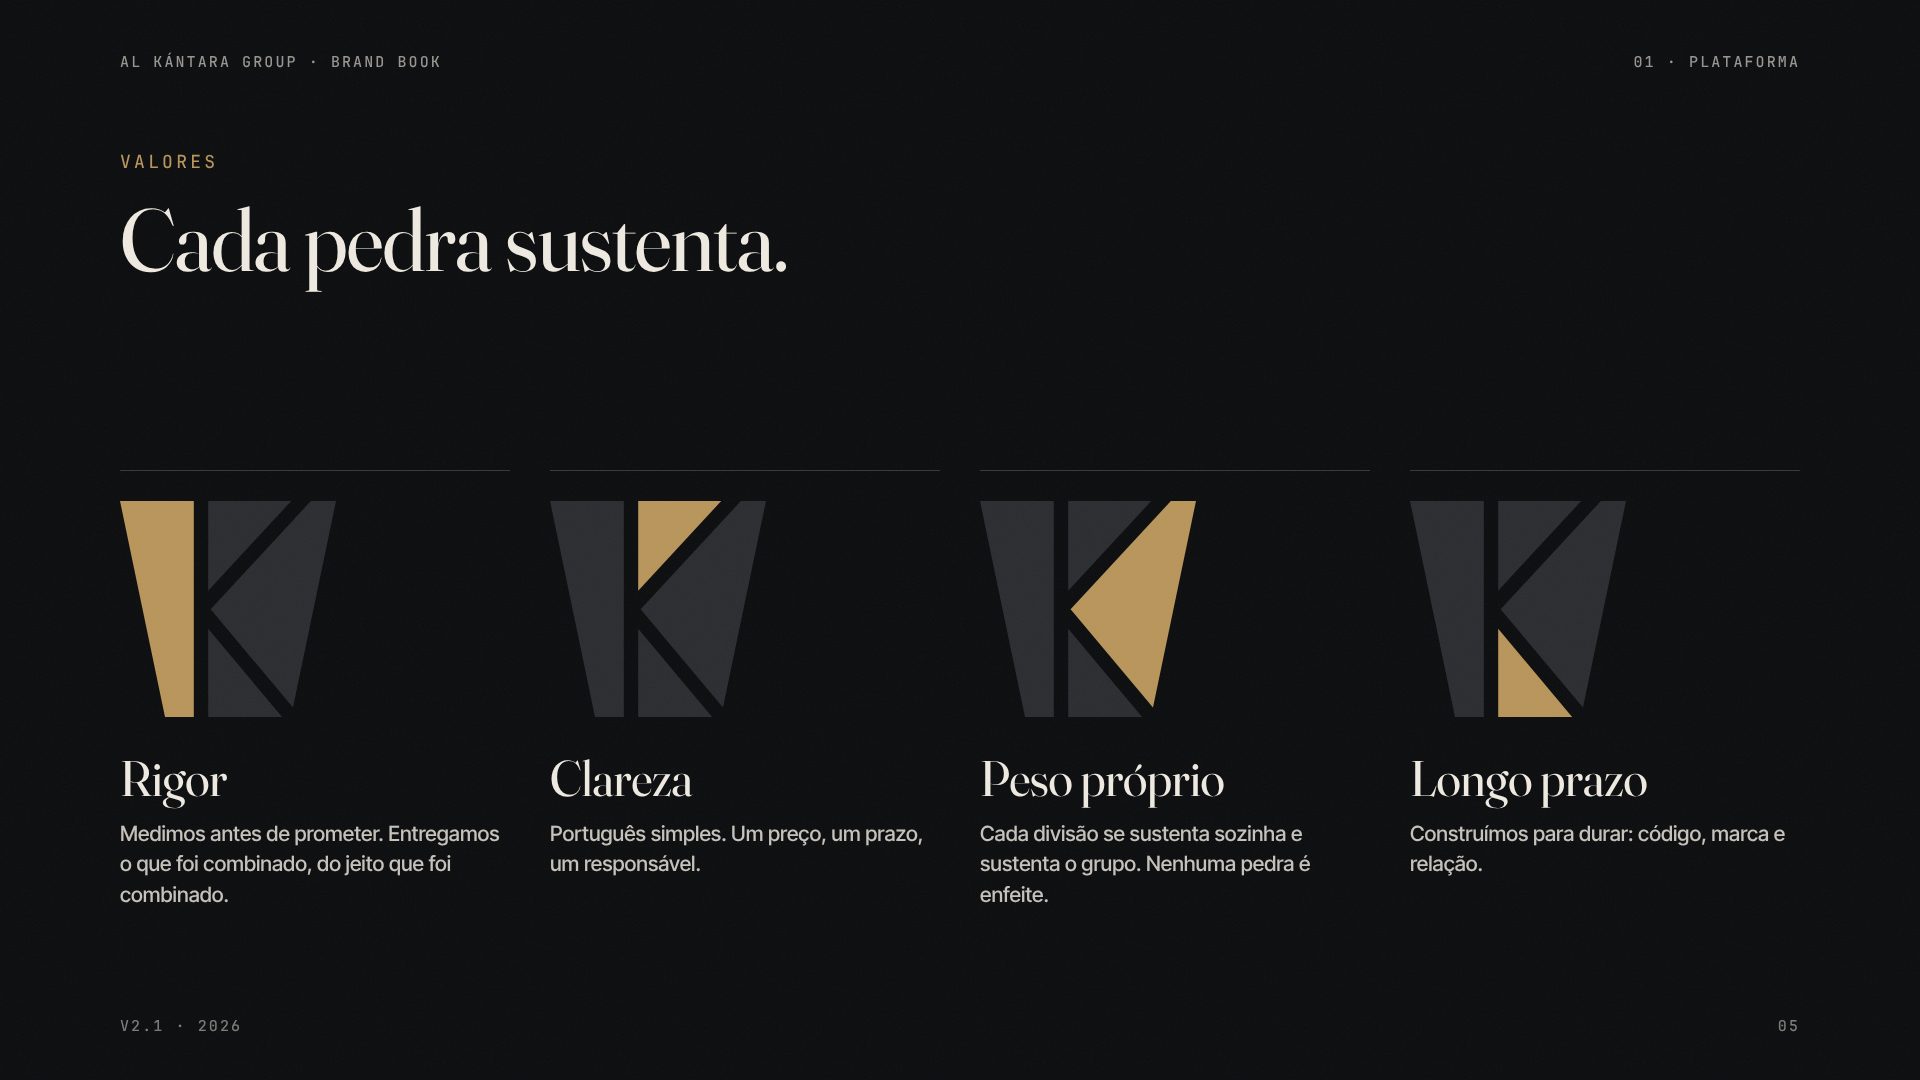 AL KÁNTARA GROUP · BRAND BOOK
01 · PLATAFORMA
VALORES
Cada pedra sustenta.
Rigor
Medimos antes de prometer. Entregamos
o que foi combinado, do jeito que foi
combinado.
Clareza
Português simples. Um preço, um prazo,
um responsável.
Peso próprio
Cada divisão se sustenta sozinha e
sustenta o grupo. Nenhuma pedra é
enfeite.
Longo prazo
Construímos para durar: código, marca e
relação.
V2.1 · 2026
05